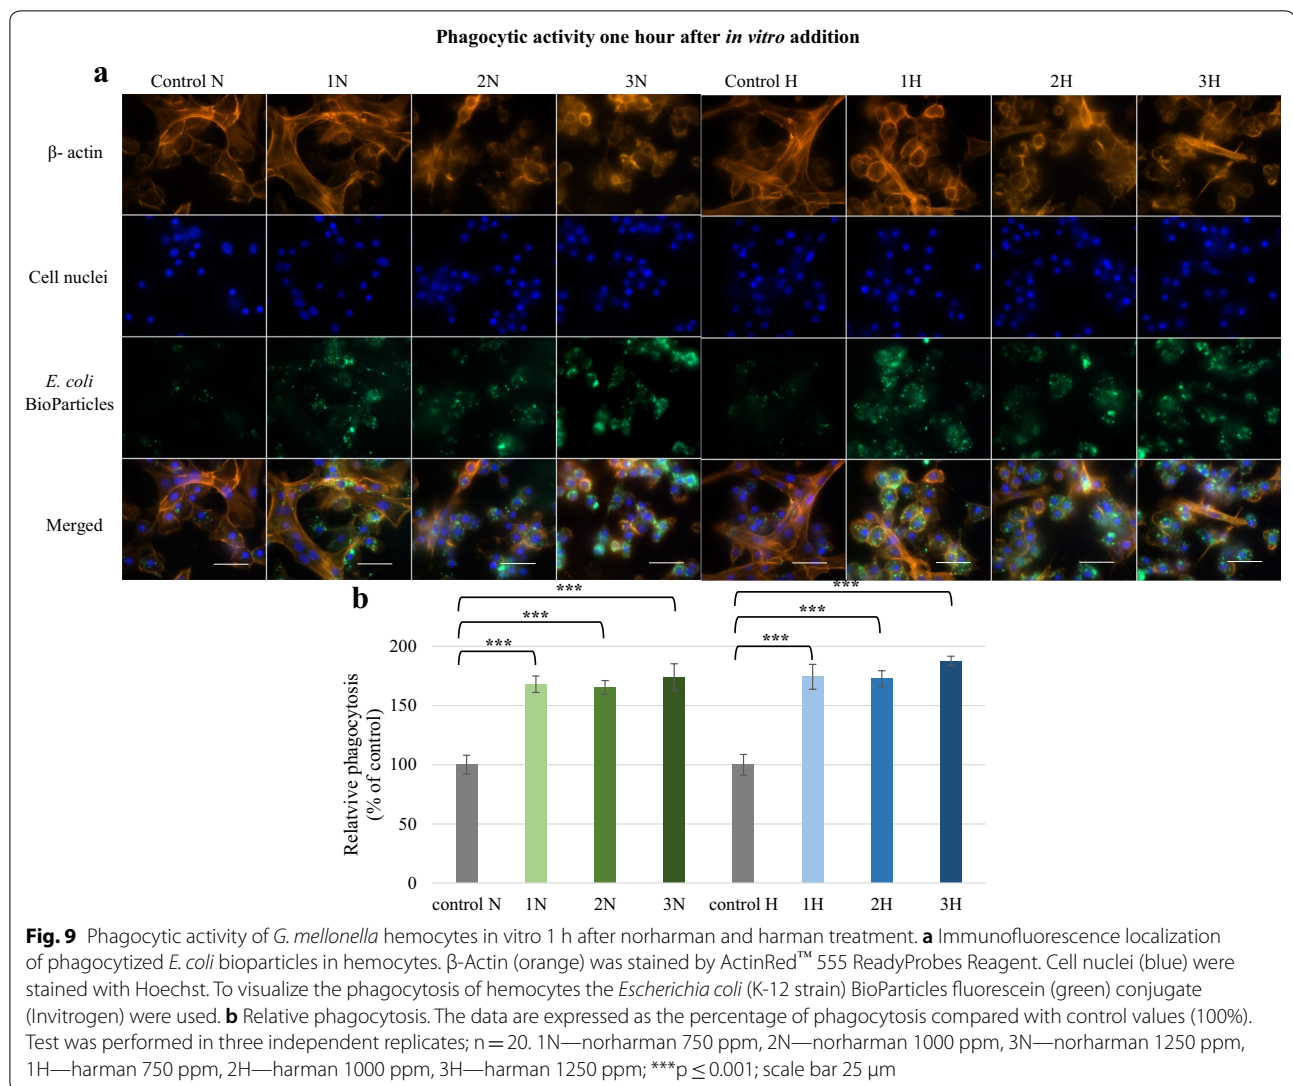 Phagocytic activity one hour after in vitro addition
a
Control N 1N 2N 3N Control H 1H 2H 3H
β- actin
Cell nuclei
E. coli
BioParticles
Merged
b
*** ***
*** ***
*** ***
Relatvive phagocytosis
(% of control)
200
150
100
50
0
control N 1N 2N 3N control H 1H 2H 3H
Fig. 9 Phagocytic activity of G. mellonella hemocytes in vitro 1 h after norharman and harman treatment. a Immunofluorescence localization
of phagocytized E. coli bioparticles in hemocytes. β-Actin (orange) was stained by ActinRed™ 555 ReadyProbes Reagent. Cell nuclei (blue) were
stained with Hoechst. To visualize the phagocytosis of hemocytes the Escherichia coli (K-12 strain) BioParticles fluorescein (green) conjugate
(Invitrogen) were used. b Relative phagocytosis. The data are expressed as the percentage of phagocytosis compared with control values (100%).
Test was performed in three independent replicates; n = 20. 1N—norharman 750 ppm, 2N—norharman 1000 ppm, 3N—norharman 1250 ppm,
1H—harman 750 ppm, 2H—harman 1000 ppm, 3H—harman 1250 ppm; ***p ≤ 0.001; scale bar 25 μm